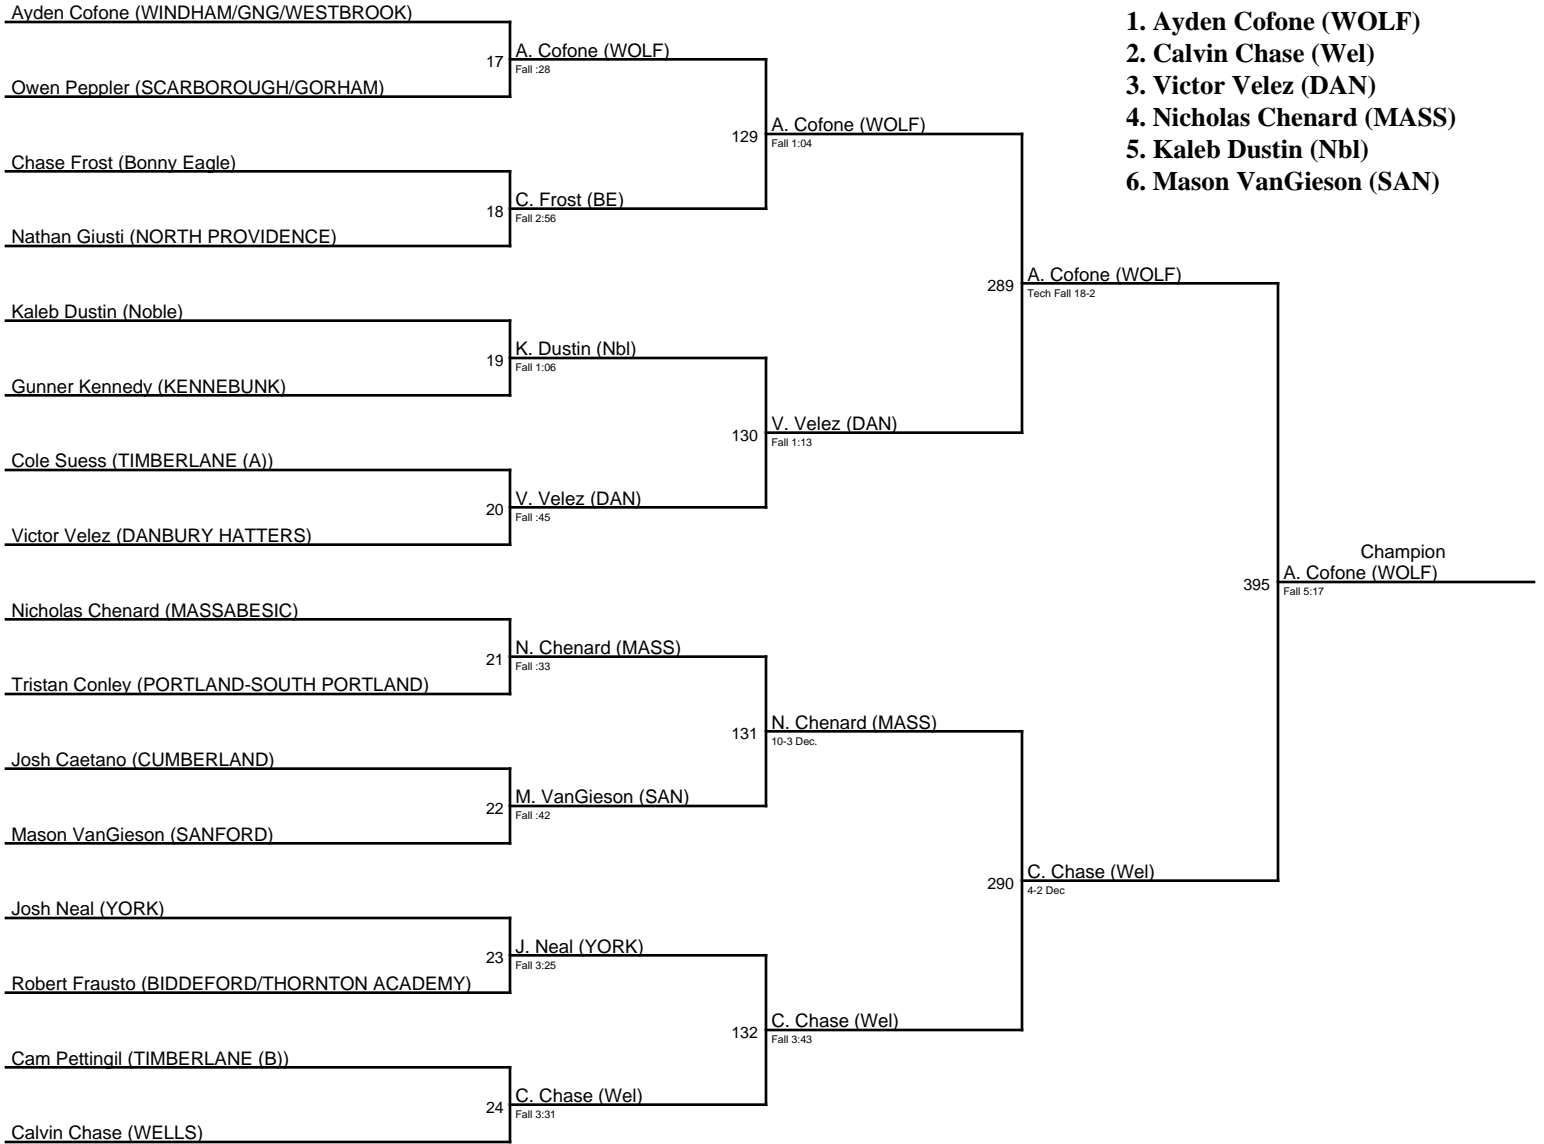 Ayden Cofone (WINDHAM/GNG/WESTBROOK)
17
A. Cofone (WOLF)
Fall :28
Owen Peppler (SCARBOROUGH/GORHAM)
129
A. Cofone (WOLF)
Fall 1:04
Chase Frost (Bonny Eagle)
18
C. Frost (BE)
Fall 2:56
Nathan Giusti (NORTH PROVIDENCE)
289
A. Cofone (WOLF)
Tech Fall 18-2
Kaleb Dustin (Noble)
19
K. Dustin (Nbl)
Fall 1:06
Gunner Kennedy (KENNEBUNK)
130
V. Velez (DAN)
Fall 1:13
Cole Suess (TIMBERLANE (A))
20
V. Velez (DAN)
Fall :45
Victor Velez (DANBURY HATTERS)
395
Champion
A. Cofone (WOLF)
Fall 5:17
Nicholas Chenard (MASSABESIC)
21
N. Chenard (MASS)
Fall :33
Tristan Conley (PORTLAND-SOUTH PORTLAND)
131
N. Chenard (MASS)
10-3 Dec.
Josh Caetano (CUMBERLAND)
22
M. VanGieson (SAN)
Fall :42
Mason VanGieson (SANFORD)
290
C. Chase (Wel)
4-2 Dec
Josh Neal (YORK)
23
J. Neal (YORK)
Fall 3:25
Robert Frausto (BIDDEFORD/THORNTON ACADEMY)
132
C. Chase (Wel)
Fall 3:43
Cam Pettingil (TIMBERLANE (B))
24
C. Chase (Wel)
Fall 3:31
Calvin Chase (WELLS)
1. Ayden Cofone (WOLF)
2. Calvin Chase (Wel)
3. Victor Velez (DAN)
4. Nicholas Chenard (MASS)
5. Kaleb Dustin (Nbl)
6. Mason VanGieson (SAN)